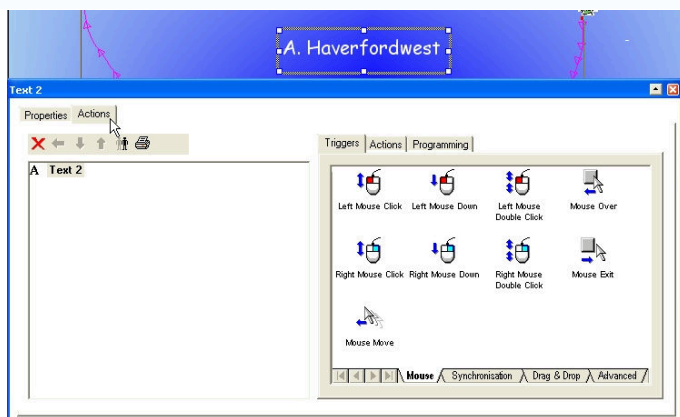 A. Haverfordwest
Text 2
Properties Actions
Triggers Actions Programming
A Text 2
Left Mouse Click Left Mouse Down Left Mouse Double Click Mouse Over
Right Mouse Click Right Mouse Down Right Mouse Double Click Mouse Exit
Mouse Move
Mouse Synchronisation Drag & Drop Advanced